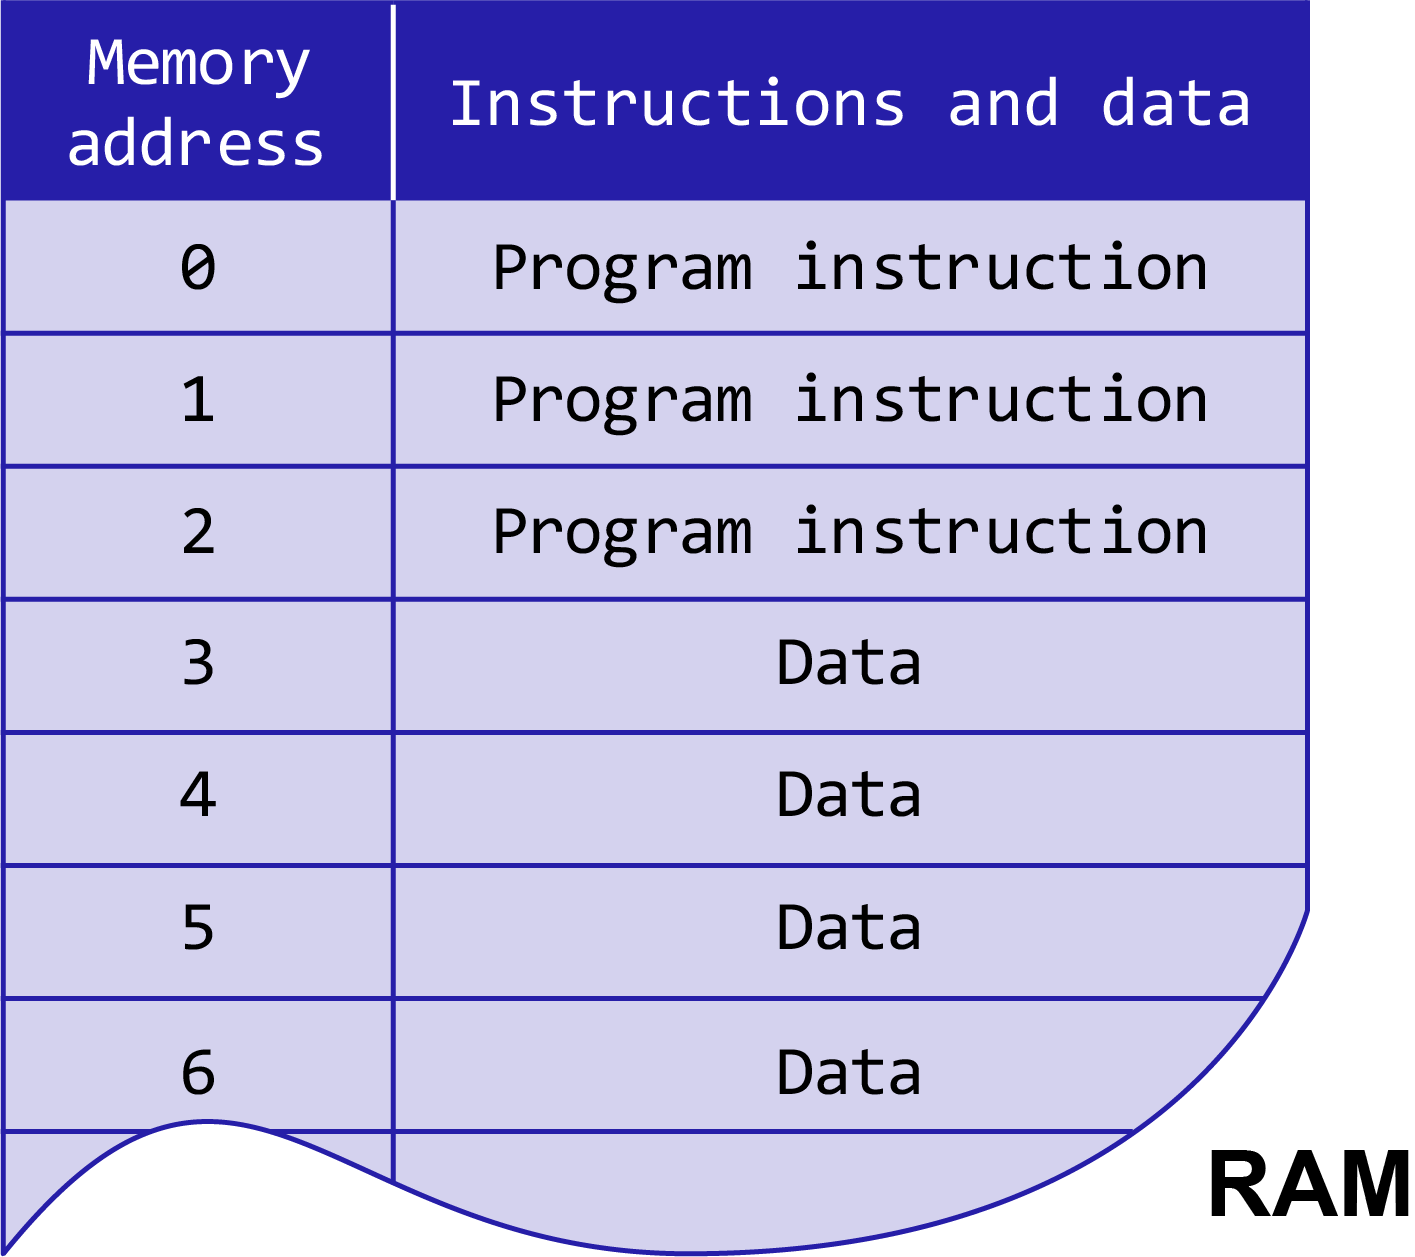 Memory
address
Instructions and data
0 Program instruction
1 Program instruction
2 Program instruction
3 Data
4 Data
5 Data
6 Data
RAM